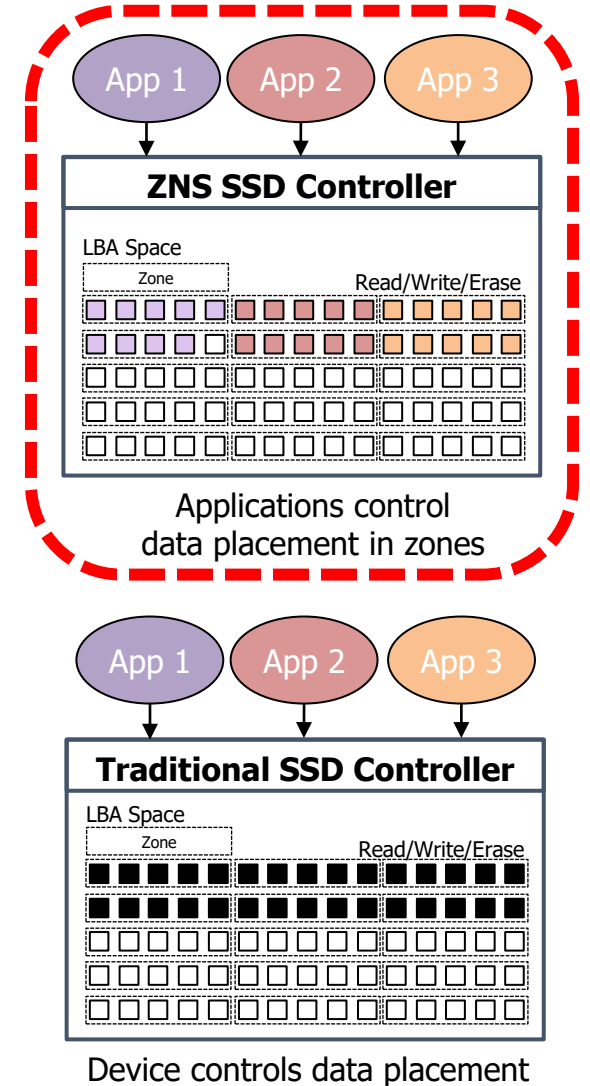 App 1 App 2 App 3
ZNS SSD Controller
LBA Space
Zone Read/Write/Erase
Applications control
data placement in zones
App 1 App 2 App 3
Traditional SSD Controller
LBA Space
Zone Read/Write/Erase
Device controls data placement